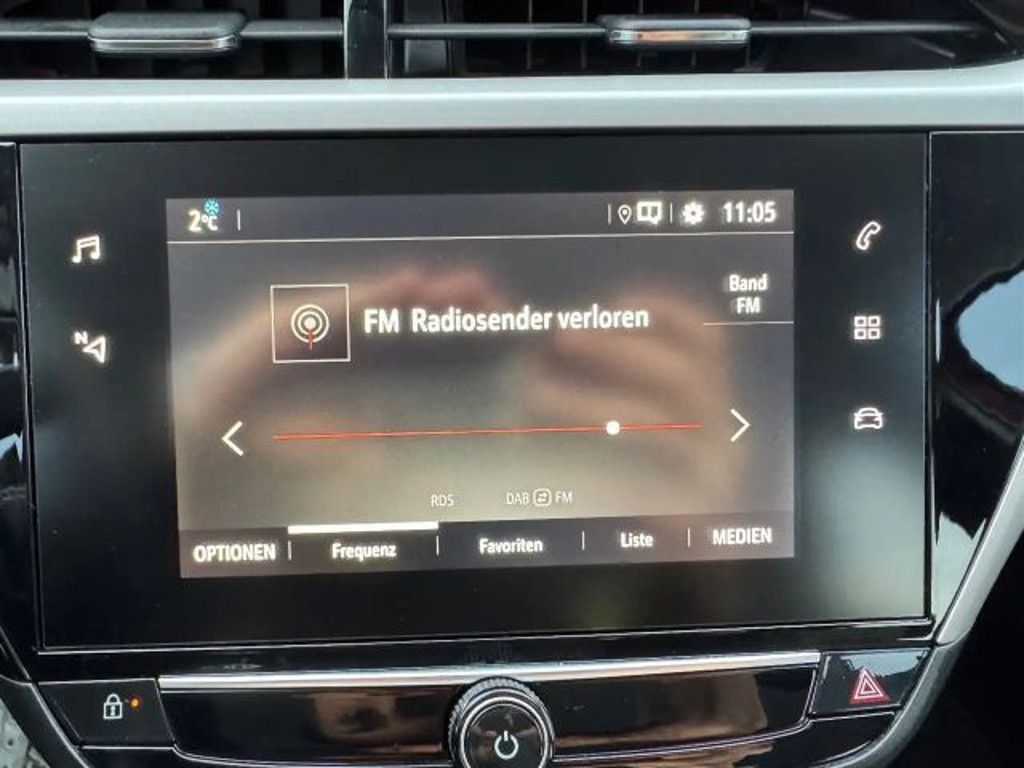 2°C
11:05
Band
FM
FM Radiosender verloren
N
RDS
DAB FM
OPTIONEN
Frequenz
Favoriten
Liste
MEDIEN